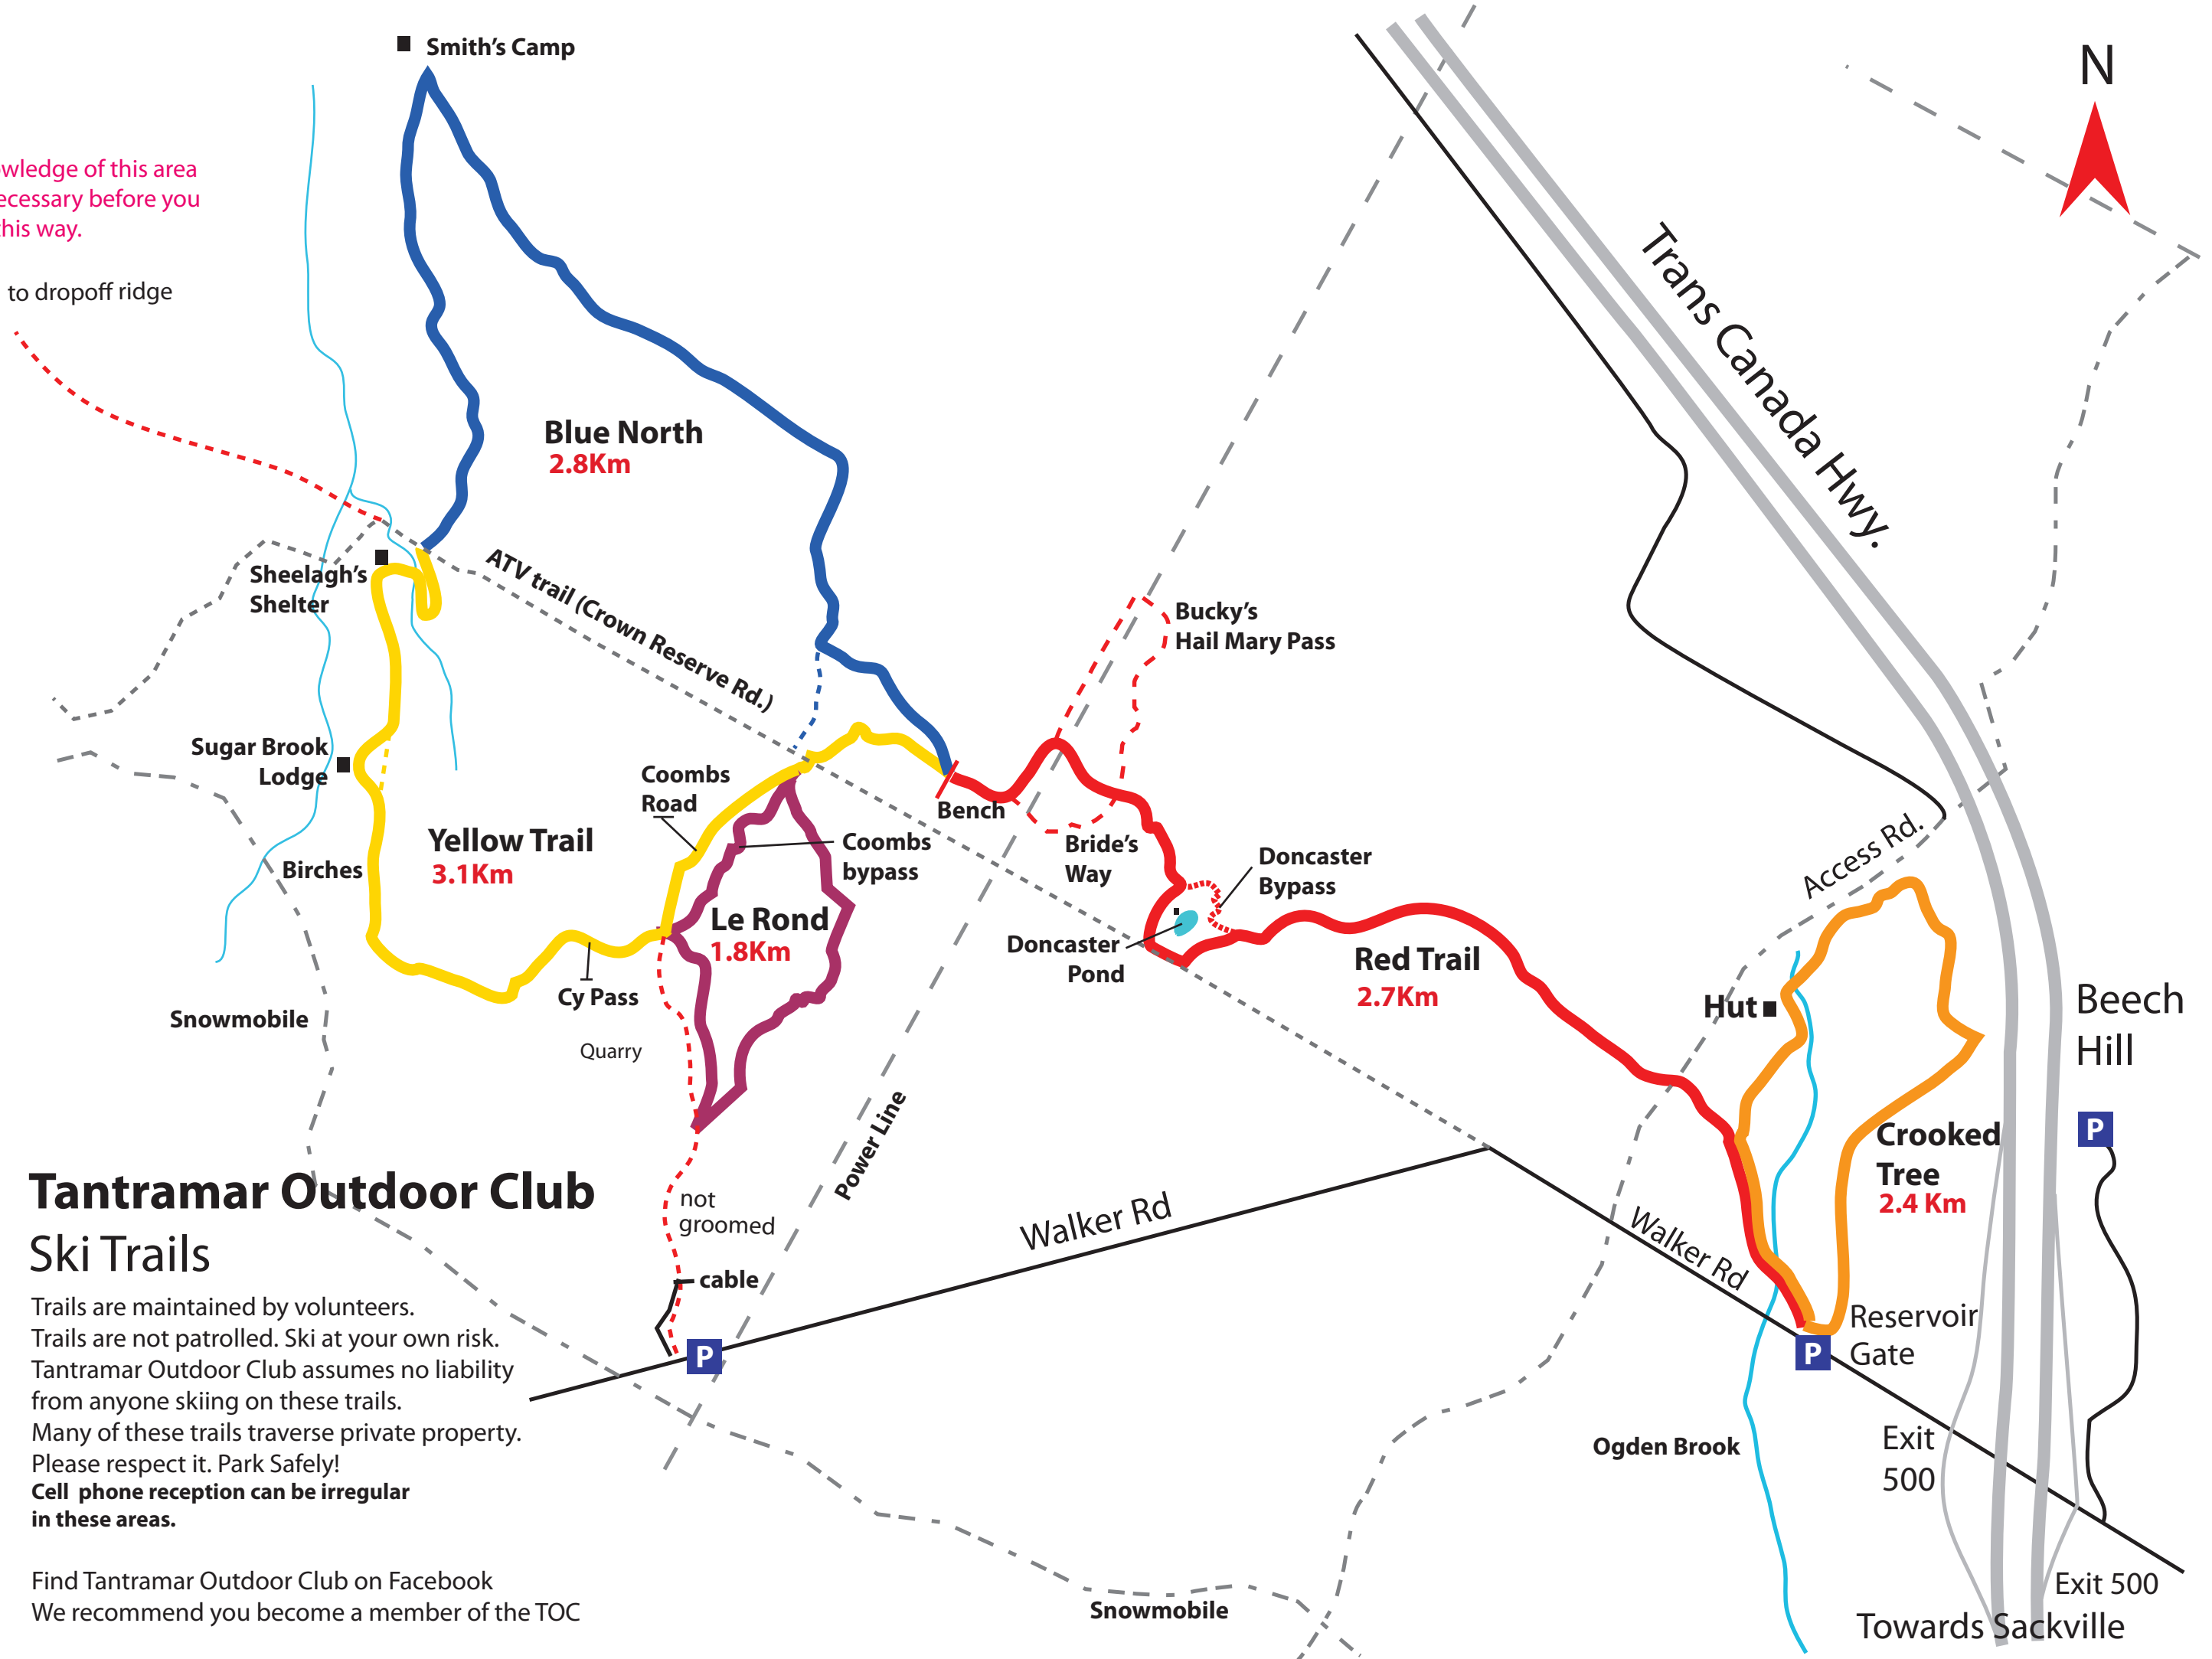 Smith's Camp
N
wledge of this area
ecessary before you
this way.
to dropoff ridge
Trans Canada Hwy.
Blue North
2.8Km
ATV trail (Crown Reserve Rd.)
Sheelagh's
Shelter
Bucky's
Hail Mary Pass
Sugar Brook
Lodge
Coombs
Road
Bench
Yellow Trail
3.1Km
Coombs
bypass
Bride's
Way
Doncaster
Bypass
Access Rd.
Birches
Le Rond
1.8Km
Doncaster
Pond
Red Trail
2.7Km
Cy Pass
Hut
Beech
Hill
Snowmobile
Quarry
Power Line
P
Crooked
Tree
2.4 Km
Tantramar Outdoor Club
Ski Trails
not
groomed
Walker Rd
Walker Rd
cable
P
Reservoir
Gate
P
Trails are maintained by volunteers.
Trails are not patrolled. Ski at your own risk.
Tantramar Outdoor Club assumes no liability
from anyone skiing on these trails.
Many of these trails traverse private property.
Please respect it. Park Safely!
Cell phone reception can be irregular
in these areas.
Ogden Brook
Exit
500
Find Tantramar Outdoor Club on Facebook
We recommend you become a member of the TOC
Snowmobile
Exit 500
Towards Sackville